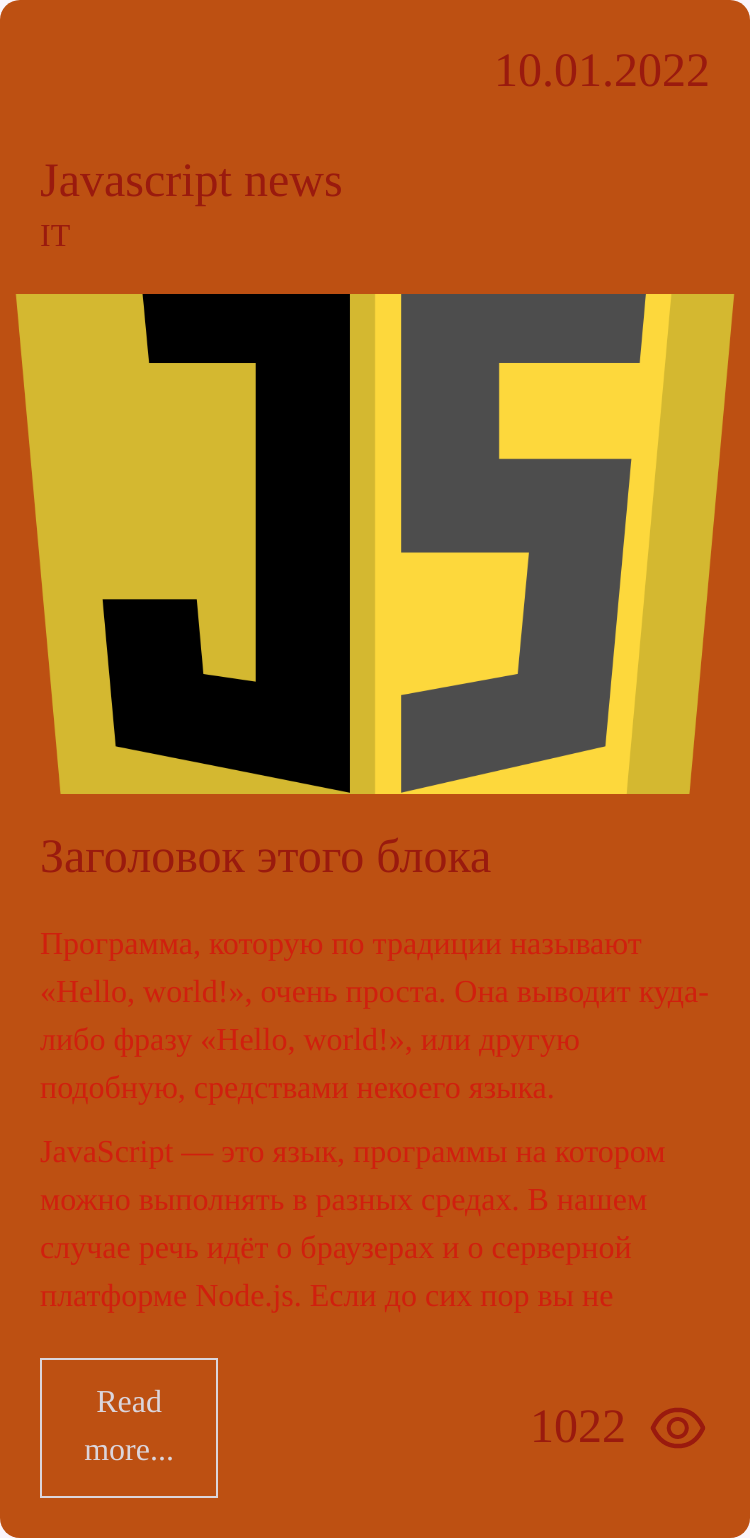 10.01.2022
Javascript news
IT
JS
Заголовок этого блока
Программа, которую по традиции называют
«Hello, world!», очень проста. Она выводит куда-
либо фразу «Hello, world!», или другую
подобную, средствами некоего языка.
JavaScript — это язык, программы на котором
можно выполнять в разных средах. В нашем
случае речь идёт о браузерах и о серверной
платформе Node.js. Если до сих пор вы не
Read
more...
1022